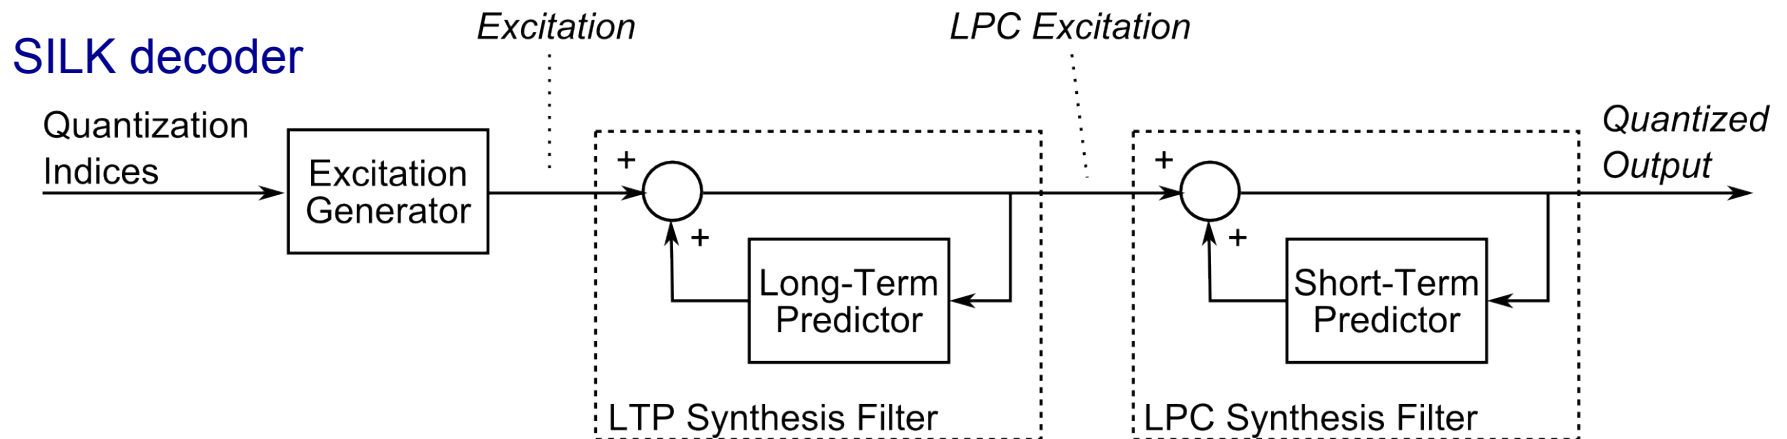 SILK decoder
Excitation
LPC Excitation
Quantization
Indices
Excitation
Generator
+
+
Long-Term
Predictor
LTP Synthesis Filter
+
+
Short-Term
Predictor
LPC Synthesis Filter
Quantized
Output